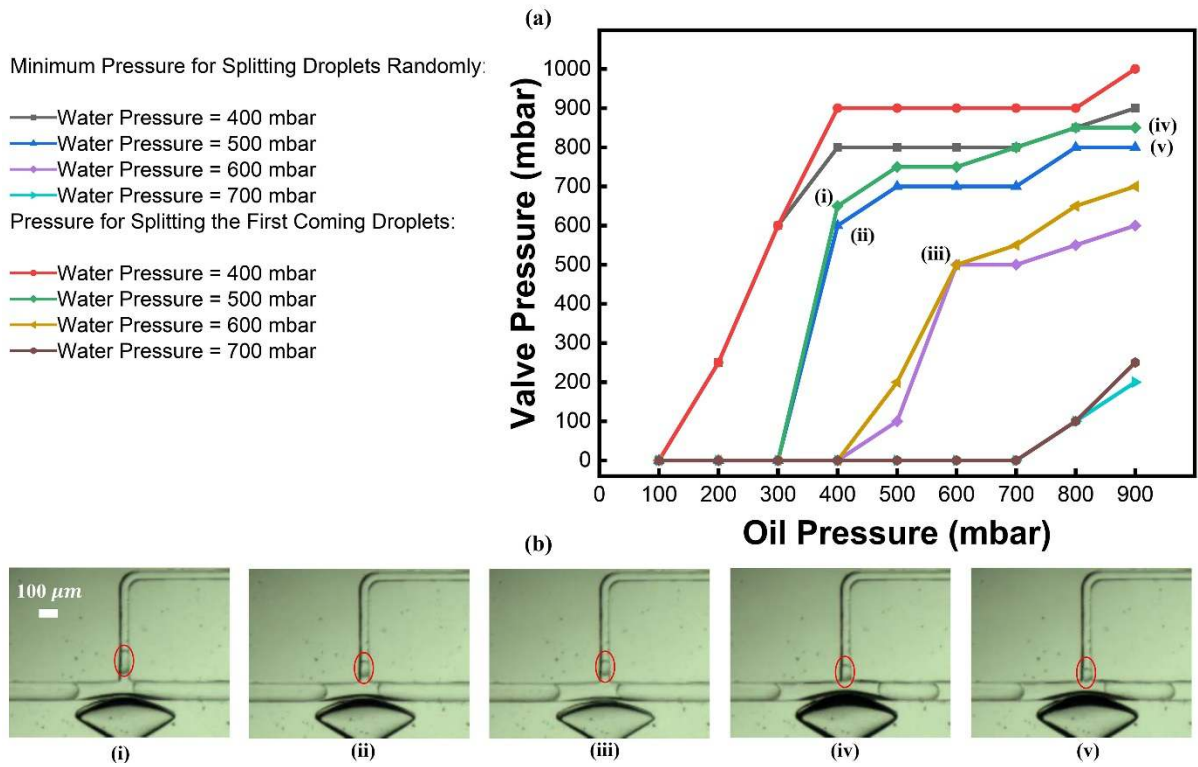 (a)
Minimum Pressure for Splitting Droplets Randomly:
Water Pressure = 400 mbar
Water Pressure = 500 mbar
Water Pressure = 600 mbar
Water Pressure = 700 mbar
Pressure for Splitting the First Coming Droplets:
Water Pressure = 400 mbar
Water Pressure = 500 mbar
Water Pressure = 600 mbar
Water Pressure = 700 mbar
Valve Pressure (mbar)
1000
900
800
700
600
500
400
300
200
100
0
(i)
(ii)
(iii)
(iv)
(v)
0 100 200 300 400 500 600 700 800 900
Oil Pressure (mbar)
(b)
100 μm
(i) (ii) (iii) (iv) (v)